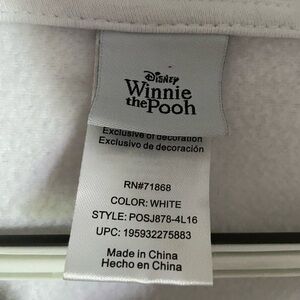 Disney
Winnie
the Pooh
Exclusive of decoration
Exclusivo de decoración
RN#71868
COLOR: WHITE
STYLE: POSJ878-4L16
UPC: 195932275883
Made in China
Hecho en China